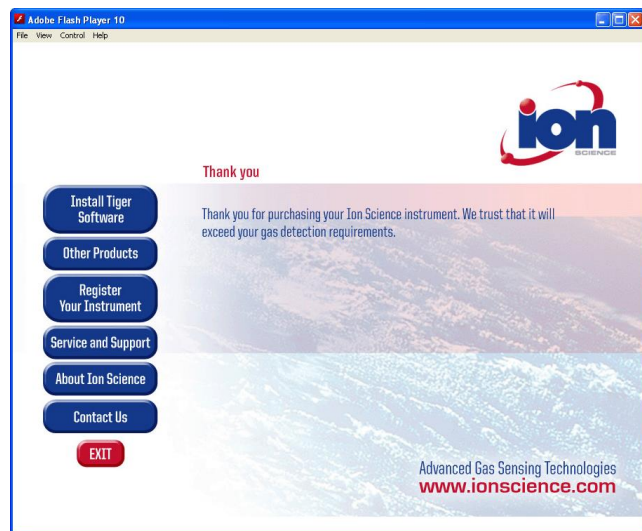 Adobe Flash Player 10
File View Control Help
ion
SCIENCE
Thank you
Thank you for purchasing your Ion Science instrument. We trust that it will
exceed your gas detection requirements.
Install Tiger
Software
Other Products
Register
Your Instrument
Service and Support
About Ion Science
Contact Us
EXIT
Advanced Gas Sensing Technologies
www.ionscience.com